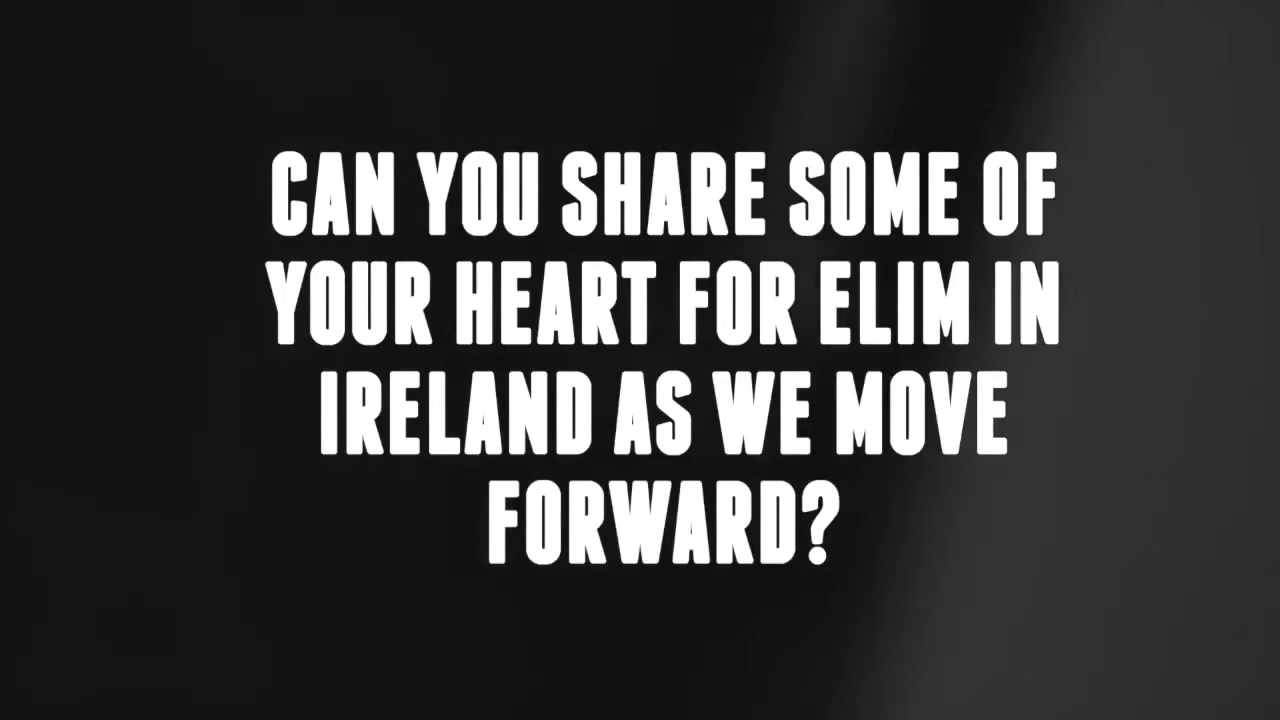 CAN YOU SHARE SOME OF
YOUR HEART FOR ELIM IN
IRELAND AS WE MOVE
FORWARD?